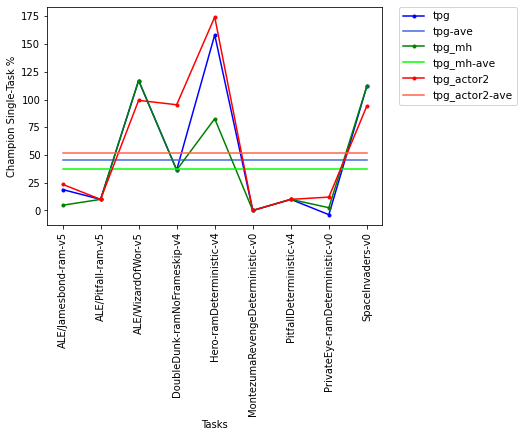 Champion Single-Task %
175
150
125
100
75
50
25
0
ALE/Jamesbond-ram-v5
ALE/Pitfall-ram-v5
ALE/WizardOfWor-v5
DoubleDunk-ramNoFrameskip-v4
Hero-ramDeterministic-v4
MontezumaRevengeDeterministic-v0
PitfallDeterministic-v4
PrivateEye-ramDeterministic-v0
SpaceInvaders-v0
Tasks
tpg
tpg-ave
tpg_mh
tpg_mh-ave
tpg_actor2
tpg_actor2-ave